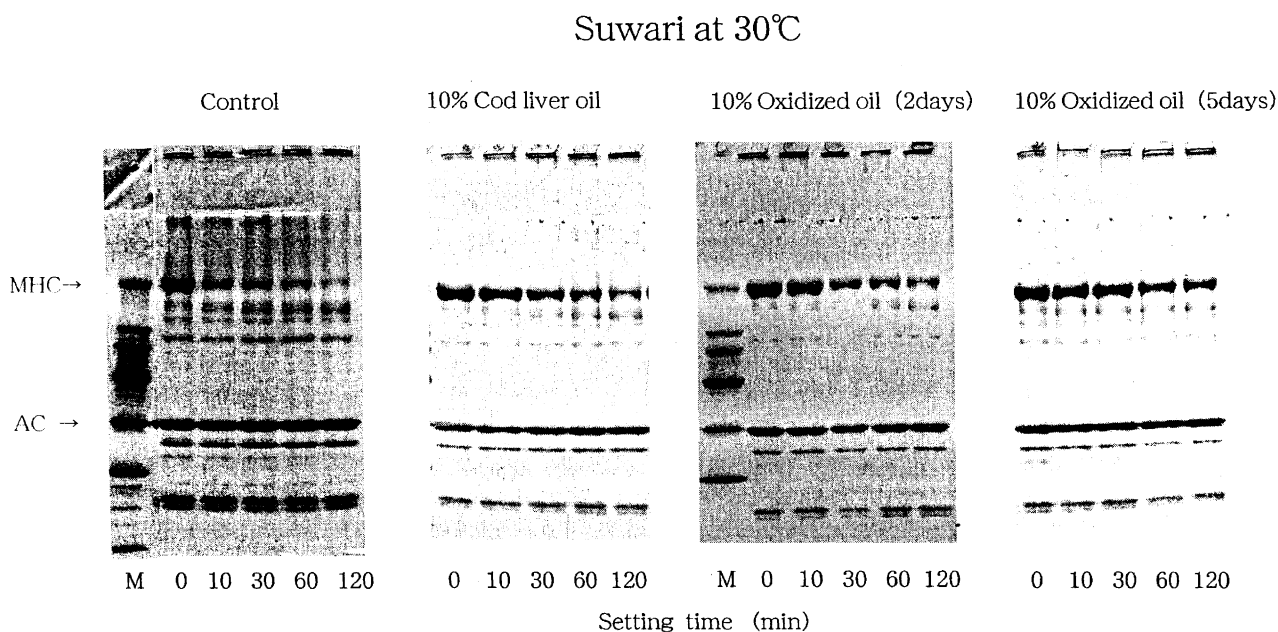 Suwari at 30℃
Control
10% Cod liver oil
10% Oxidized oil (2days)
10% Oxidized oil (5days)
MHC→
AC →
M 0 10 30 60 120
0 10 30 60 120
M 0 10 30 60 120
0 10 30 60 120
Setting time (min)